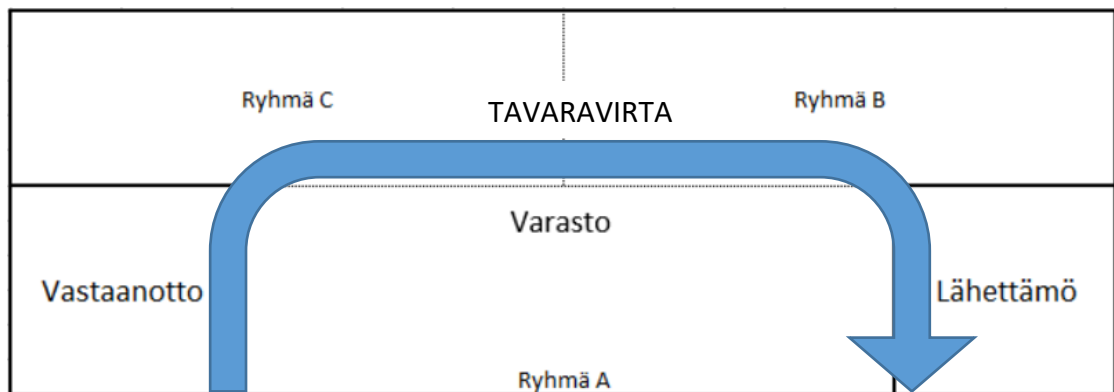 Ryhmä C
Ryhmä B
TAVARAVIRTA
Varasto
Vastaanotto
Lähettämö
Ryhmä A